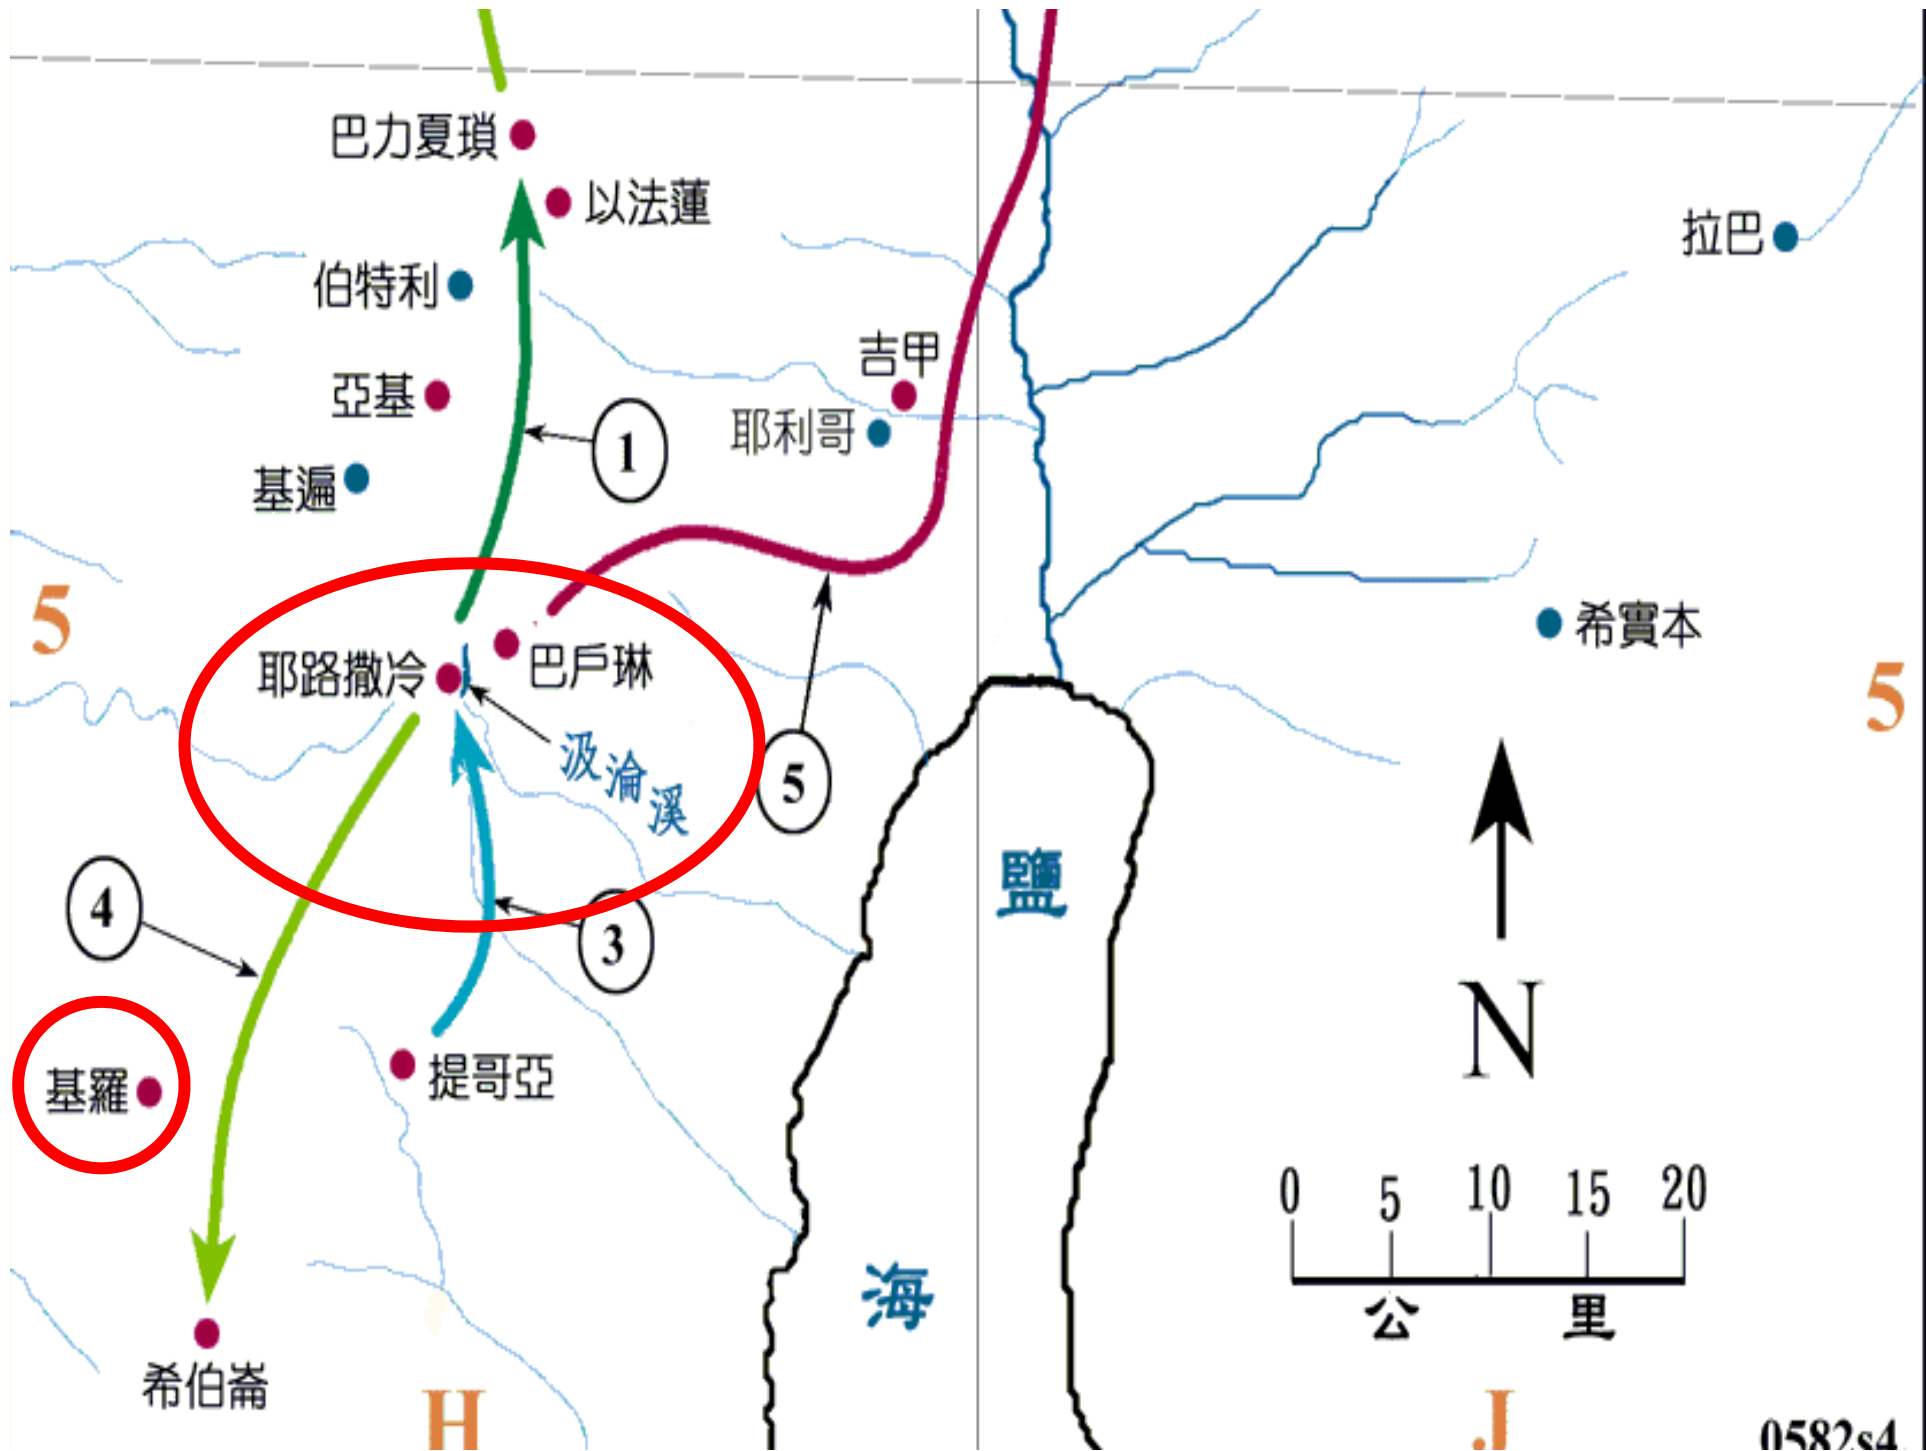 巴力夏瑣
以法蓮
拉巴
伯特利
吉甲
亞基
耶利哥
1
基遍
5
希實本
耶路撒冷
巴戶琳
5
汲淪溪
5
鹽
4
3
N
基羅
提哥亞
0 5 10 15 20
公里
海
希伯崙
H
J
0582s4.